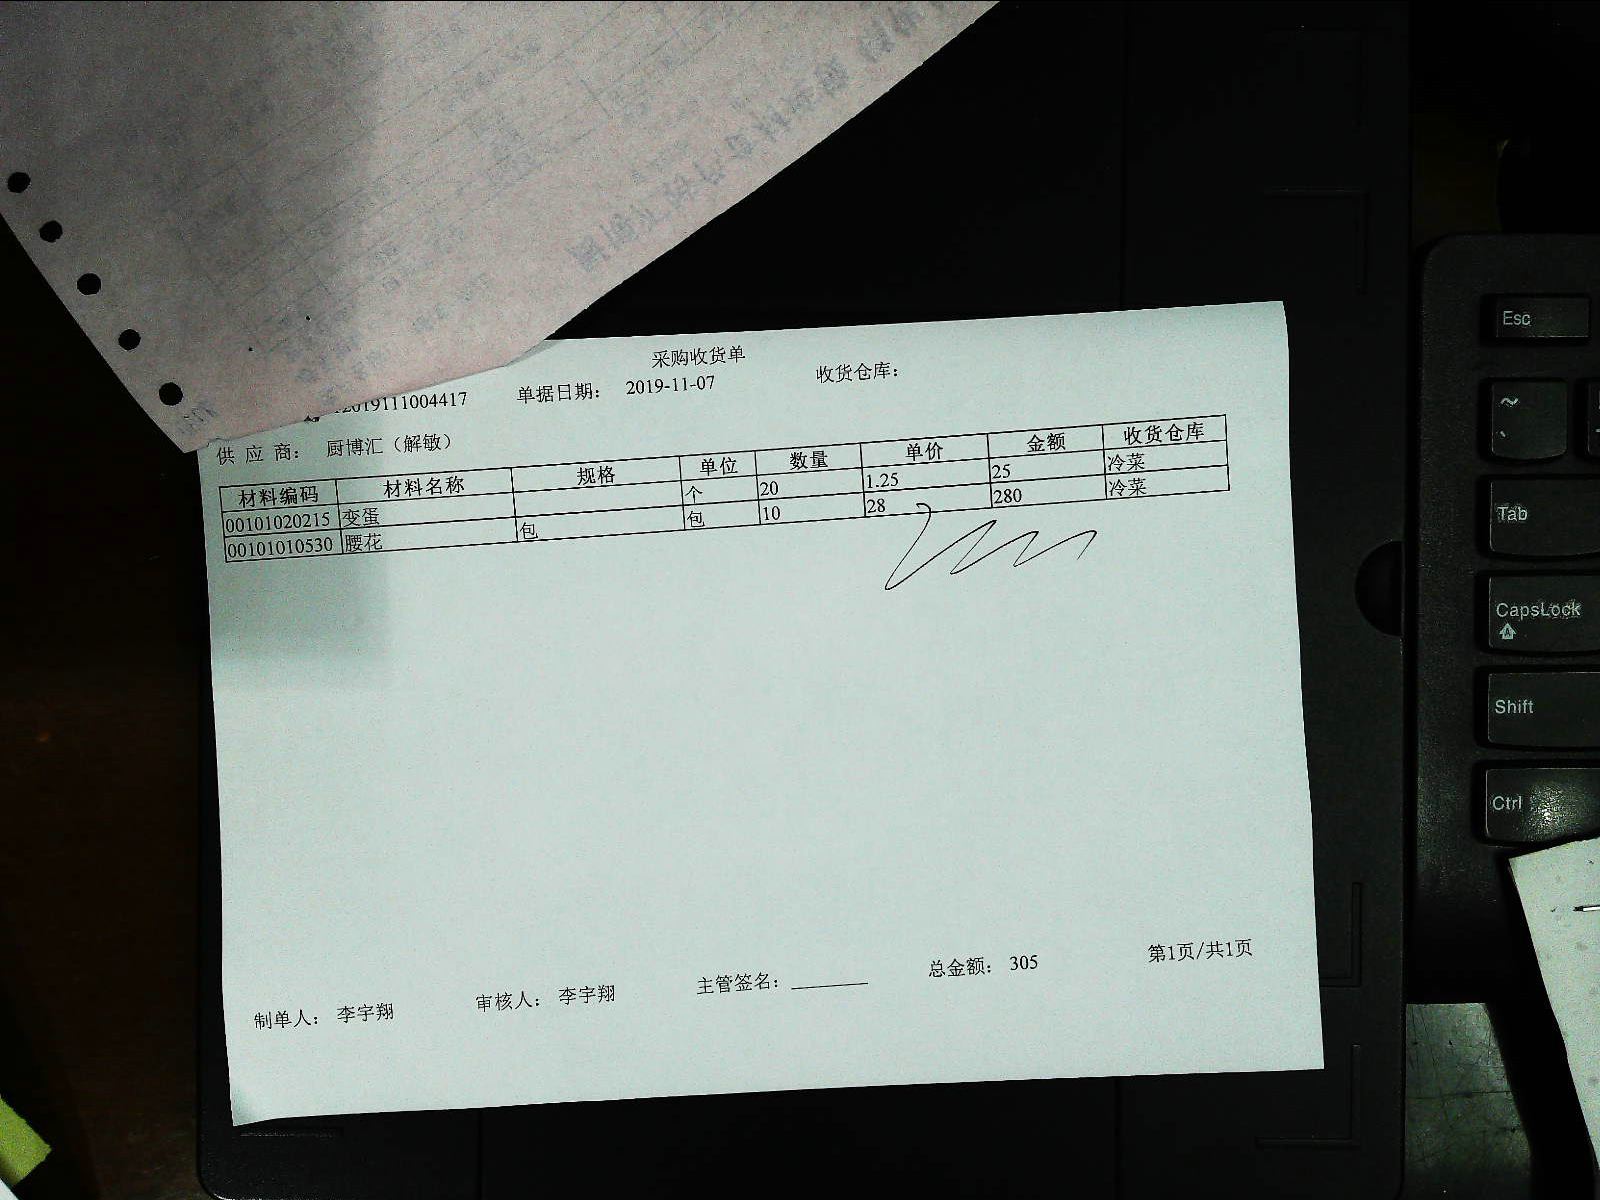 采购收货单
12019111004417 单据日期： 2019-11-07 收货仓库：
供 应 商： 厨博汇（解敏）
材料编码 材料名称 规格 单位 数量 单价 金额 收货仓库
00101020215 变蛋 个 20 1.25 25 冷菜
00101010530 腰花 包 包 10 28 280 冷菜
制单人： 李宇翔 审核人： 李宇翔 主管签名： 总金额： 305 第1页/共1页
Esc
~
Tab
CapsLock
Shift
Ctrl